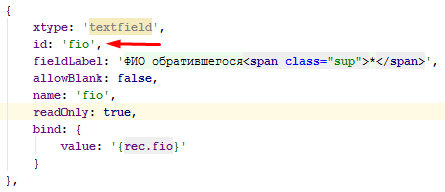 {
xtype: 'textfield',
id: 'fio',
fieldLabel: 'ФИО обратившегося<span class="sup">*</span>',
allowBlank: false,
name: 'fio',
readOnly: true,
bind: {
value: '{rec.fio}'
}
},